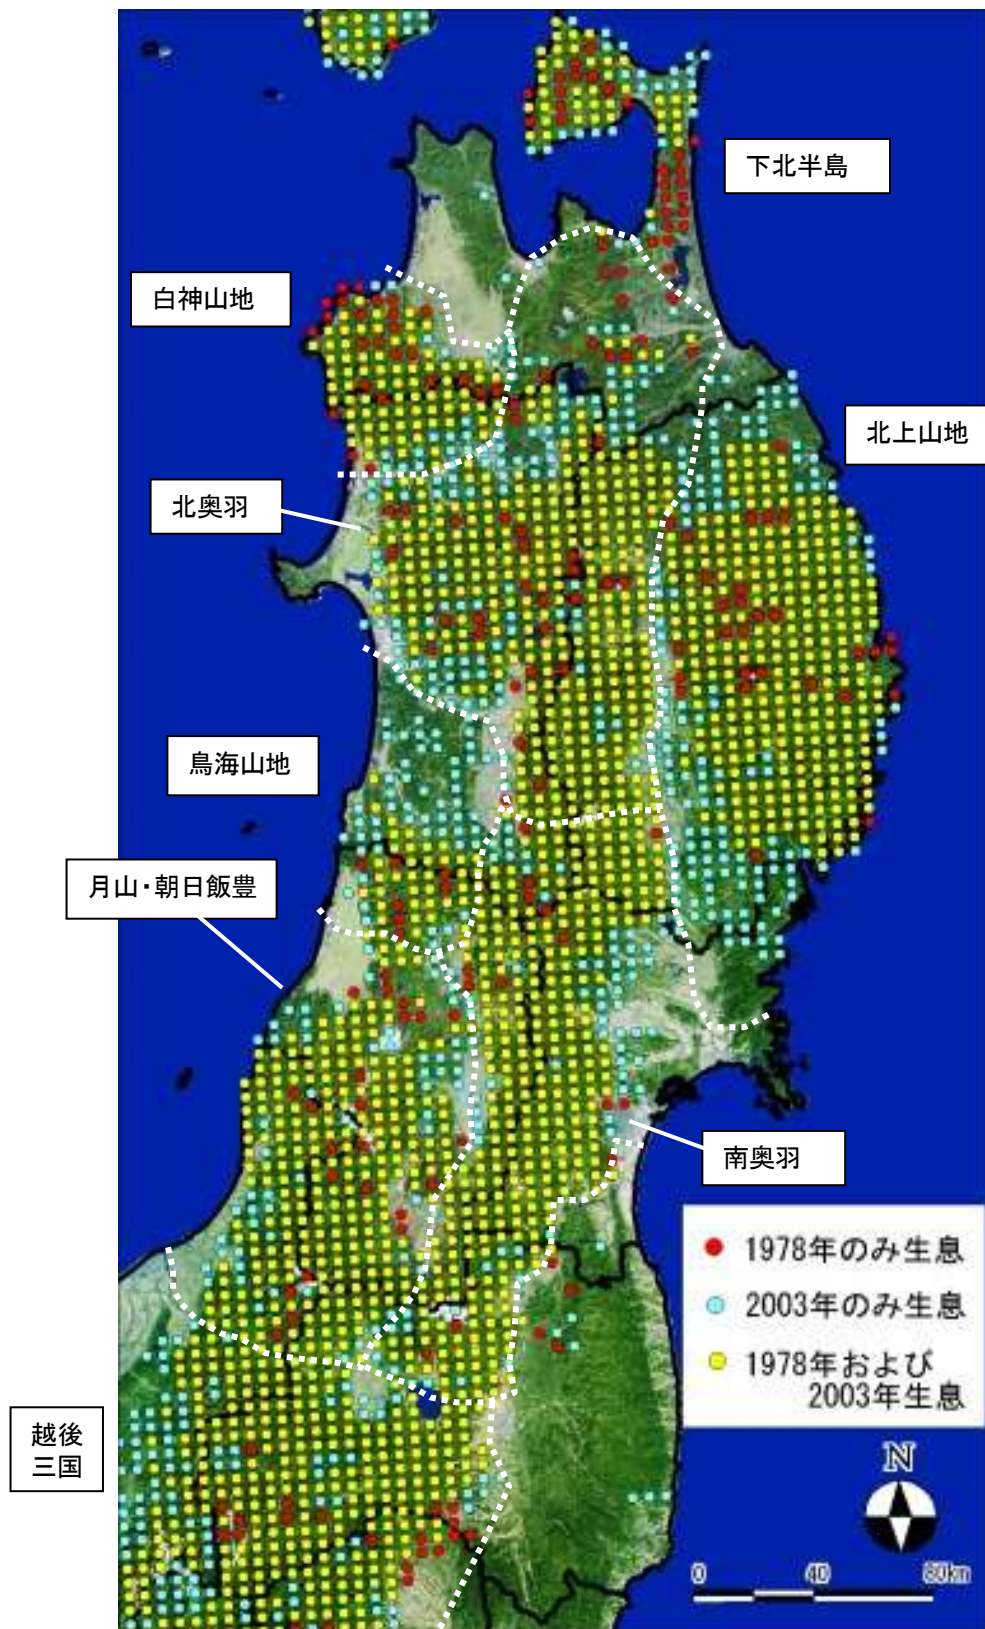 下北半島
白神山地
北上山地
北奥羽
鳥海山地
月山・朝日飯豊
南奥羽
1978年のみ生息
2003年のみ生息
1978年および
2003年生息
越後
三国
N
0 40 80km